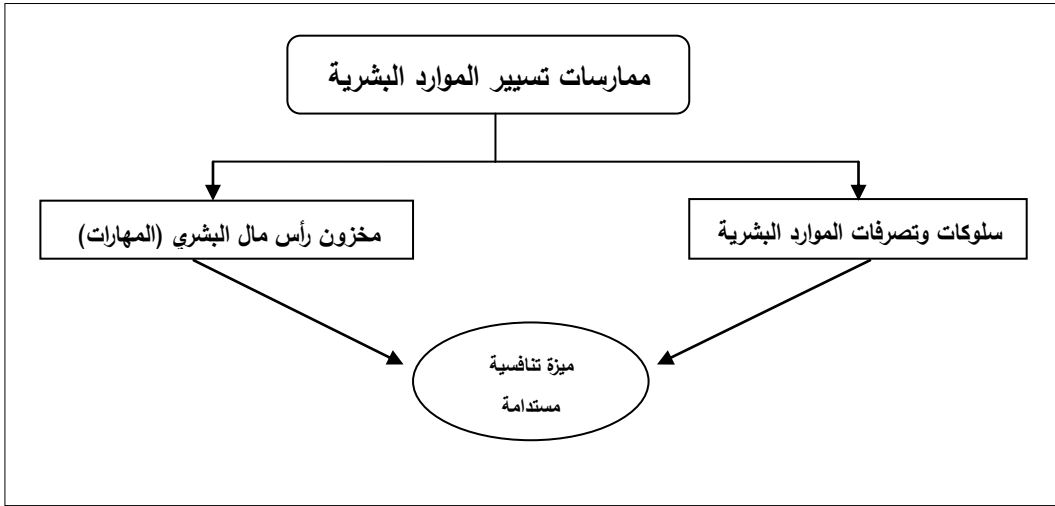 ممارسات تسيير الموارد البشرية
سلوكات وتصرفات الموارد البشرية
مخزون رأس مال البشري (المهارات)
ميزة تنافسية
مستدامة